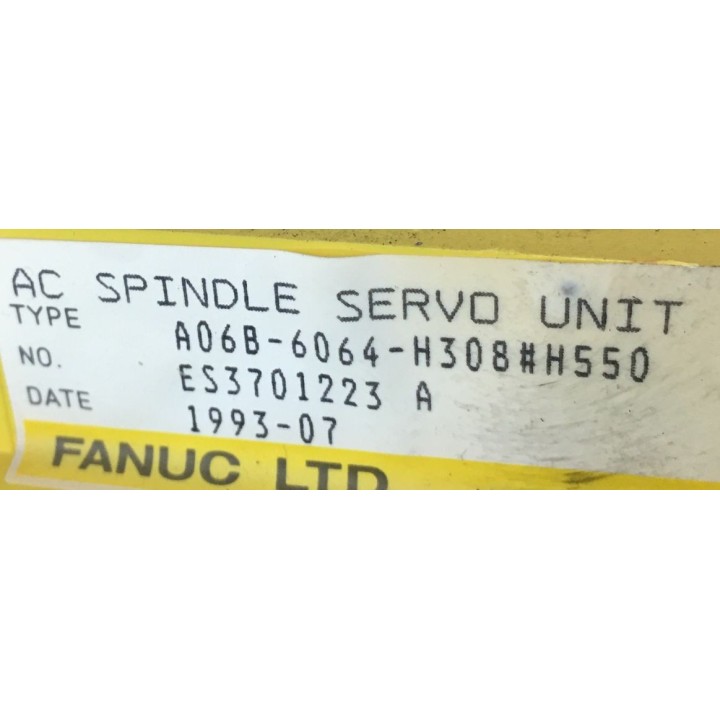 AC SPINDLE SERVO UNIT
TYPE A06B-6064-H308#H550
NO. ES3701223 A
DATE 1993-07
FANUC LTD